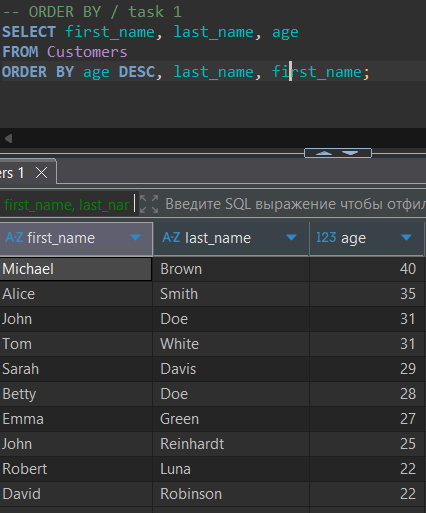 -- ORDER BY / task 1
SELECT first_name, last_name, age
FROM Customers
ORDER BY age DESC, last_name, first_name;
ers 1
first_name, last_nar Введите SQL выражение чтобы отфил
A-Z first_name A-Z last_name 123 age
Michael Brown 40
Alice Smith 35
John Doe 31
Tom White 31
Sarah Davis 29
Betty Doe 28
Emma Green 27
John Reinhardt 25
Robert Luna 22
David Robinson 22